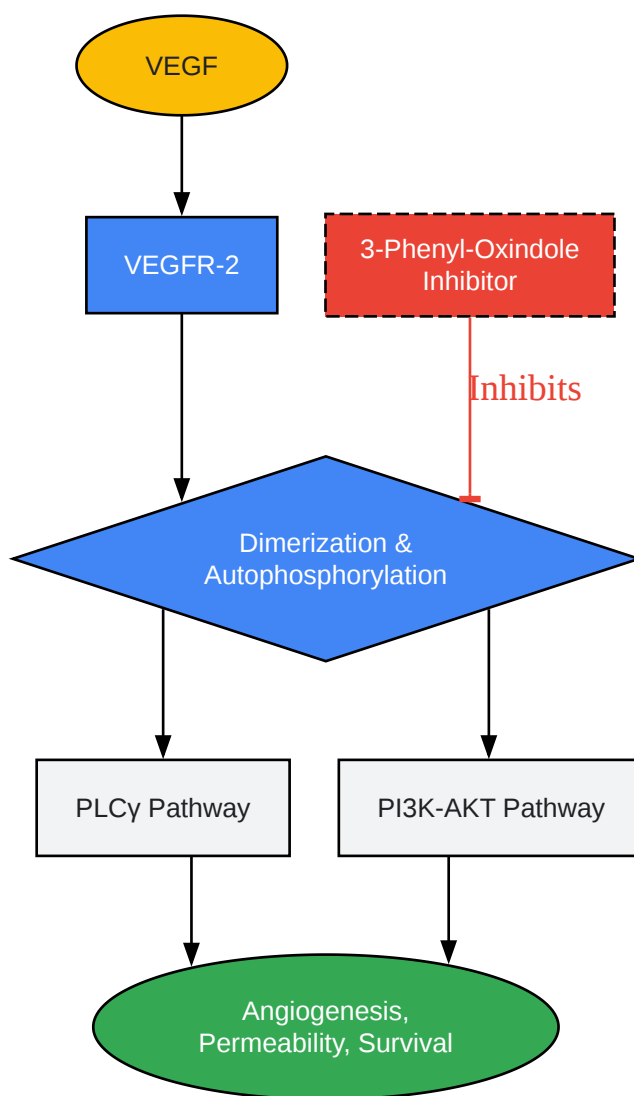 VEGF
VEGFR-2
3-Phenyl-Oxindole
Inhibitor
Inhibits
Dimerization &
Autophosphorylation
PLCγ Pathway
PI3K-AKT Pathway
Angiogenesis,
Permeability, Survival